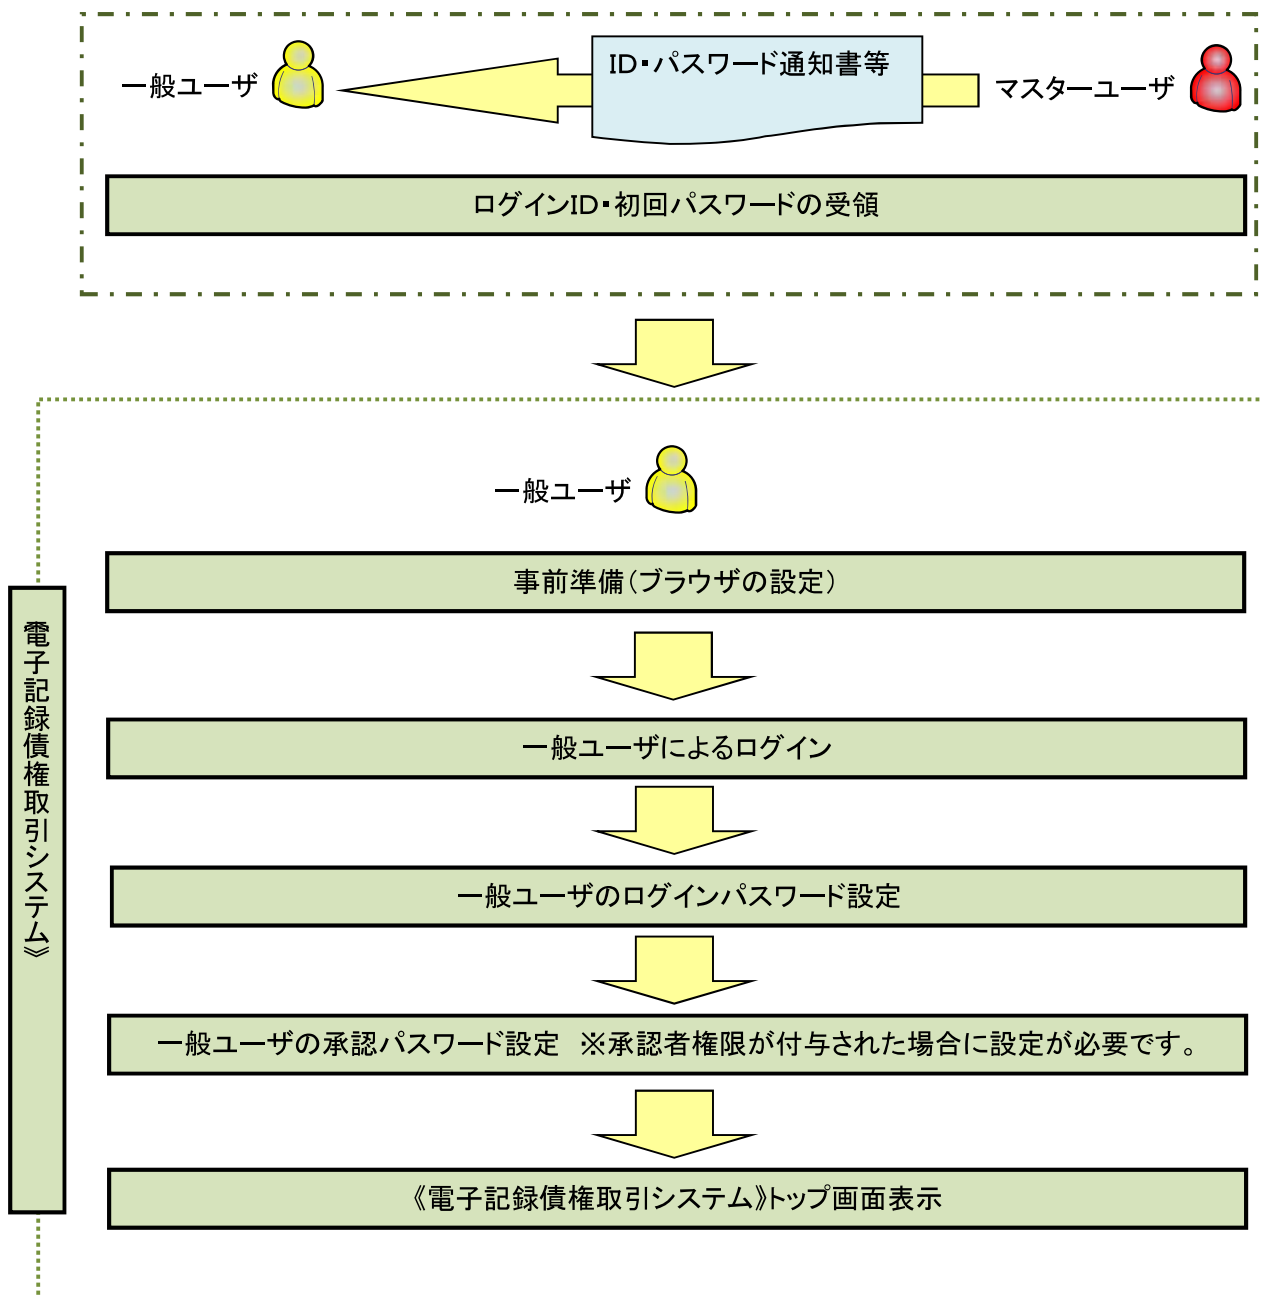 一般ユーザ
ID・パスワード通知書等
マスターユーザ
ログインID・初回パスワードの受領
一般ユーザ
事前準備（ブラウザの設定）
電子記録債権取引システム》
一般ユーザによるログイン
一般ユーザのログインパスワード設定
一般ユーザの承認パスワード設定　※承認者権限が付与された場合に設定が必要です。
《電子記録債権取引システム》トップ画面表示